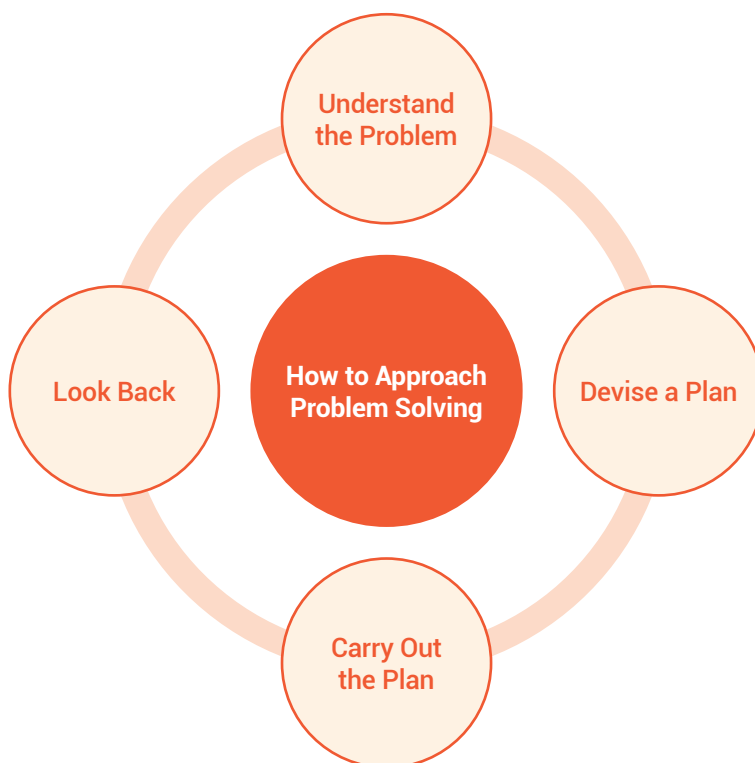 Understand
the Problem
Look Back
How to Approach
Problem Solving
Devise a Plan
Carry Out
the Plan